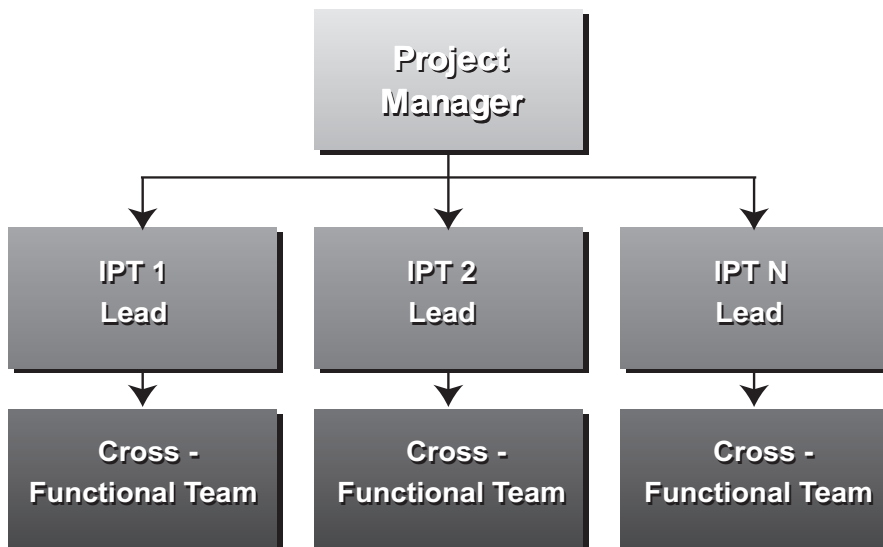 Project
Manager
IPT 1
Lead
IPT 2
Lead
IPT N
Lead
Cross -
Functional Team
Cross -
Functional Team
Cross -
Functional Team